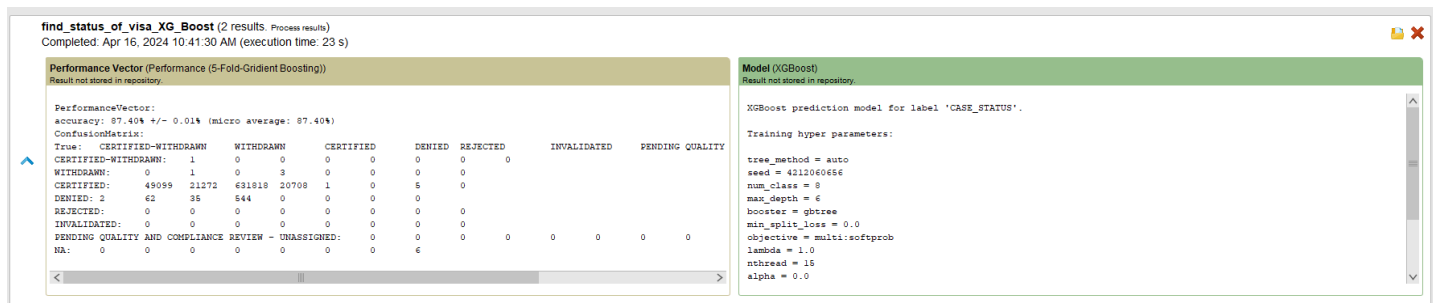 find_status_of_visa_XG_Boost (2 results. Process results)
Completed: Apr 16, 2024 10:41:30 AM (execution time: 23 s)
Performance Vector (Performance (5-Fold-Gridient Boosting))
Result not stored in repository.
PerformanceVector:
accuracy: 87.40% +/- 0.01% (micro average: 87.40%)
ConfusionMatrix:
True: CERTIFIED-WITHDRAWN WITHDRAWN CERTIFIED DENIED REJECTED INVALIDATED PENDING QUALITY
CERTIFIED-WITHDRAWN: 1 0 0 0 0 0 0 0
WITHDRAWN: 0 1 0 3 0 0 0 0
CERTIFIED: 49099 21272 631818 20708 1 0 5 0
DENIED: 2 62 35 544 0 0 0 0
REJECTED: 0 0 0 0 0 0 0 0
INVALIDATED: 0 0 0 0 0 0 0 0
PENDING QUALITY AND COMPLIANCE REVIEW - UNASSIGNED: 0 0 0 0 0 0 0 0
NA: 0 0 0 0 0 0 0 6
Model (XGBoost)
Result not stored in repository.
XGBoost prediction model for label 'CASE_STATUS'.
Training hyper parameters:
tree_method = auto
seed = 4212060656
num_class = 8
max_depth = 6
booster = gbtree
min_split_loss = 0.0
objective = multi:softprob
lambda = 1.0
nthread = 15
alpha = 0.0